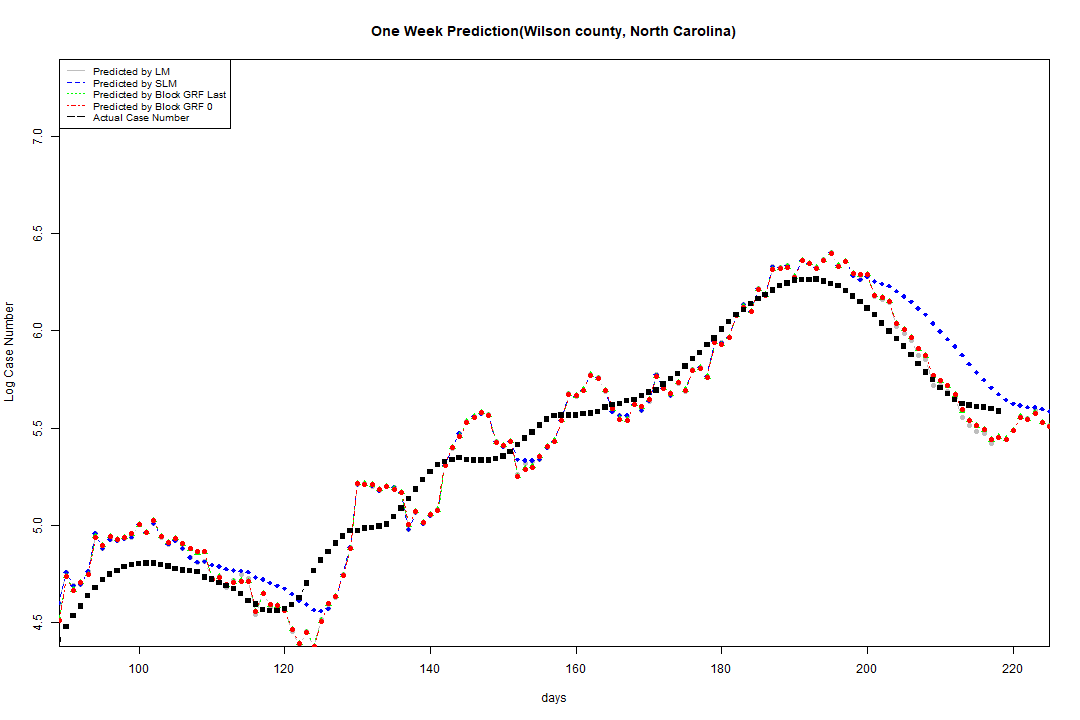 One Week Prediction(Wilson county, North Carolina)
Predicted by LM
Predicted by SLM
Predicted by Block GRF Last
Predicted by Block GRF 0
Actual Case Number
Log Case Number
7.0
6.5
6.0
5.5
5.0
4.5
100 120 140 160 180 200 220
days